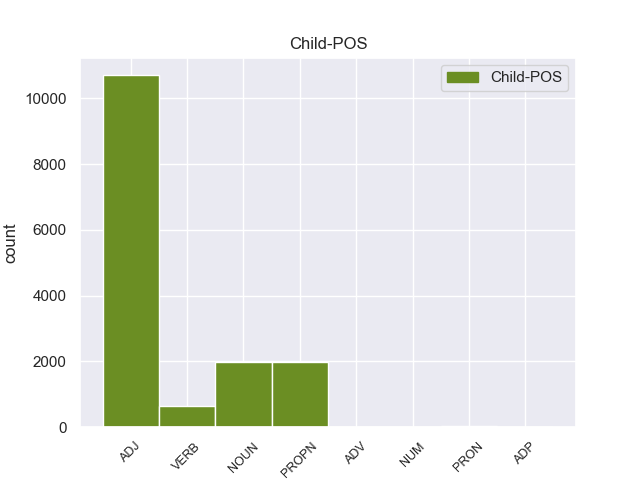 Child-POS
Child-POS
10000
8000
6000
4000
2000
0
count
ADJ
VERB
NOUN
PROPN
ADV
NUM
PRON
ADP